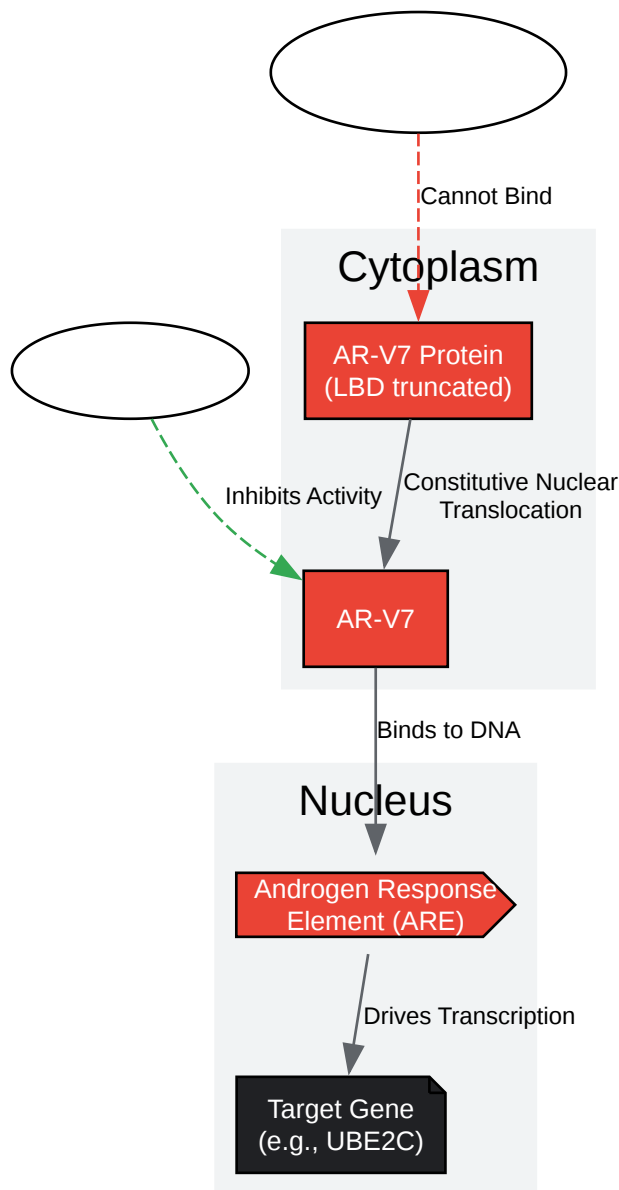 Cannot Bind
Cytoplasm
AR-V7 Protein
(LBD truncated)
Inhibits Activity
Constitutive Nuclear
Translocation
AR-V7
Binds to DNA
Nucleus
Androgen Response
Element (ARE)
Drives Transcription
Target Gene
(e.g., UBE2C)